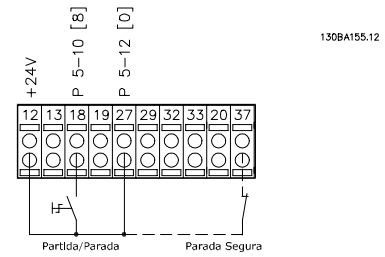 +24V
P 5-10 [8]
P 5-12 [0]
130BA155.12
12 13 18 19 27 29 32 33 20 37
Partida/Parada
Parada Segura